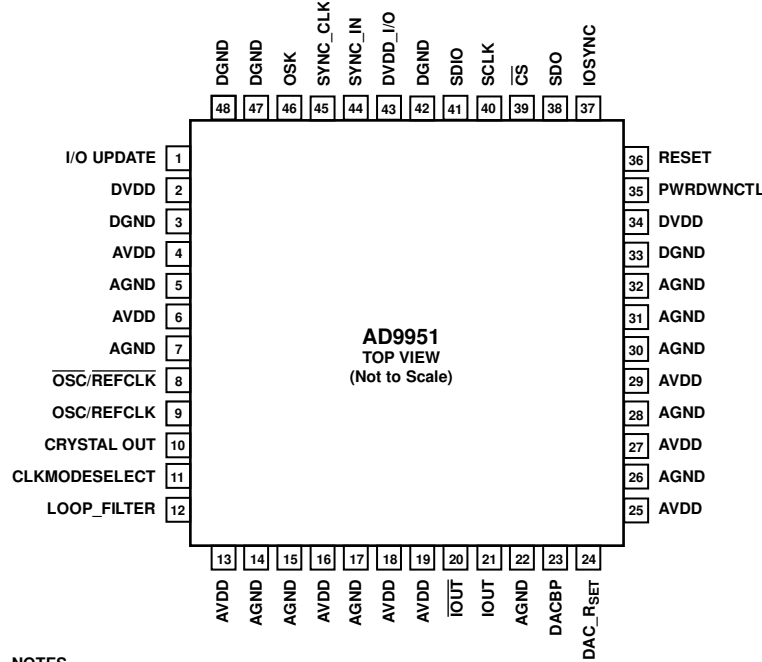 DGND
DGND
OSK
SYNC_CLK
SYNC_IN
DVDD_I/O
DGND
SDIO
SCLK
CS
SDO
IOSYNC
48 47 46 45 44 43 42 41 40 39 38 37
I/O UPDATE 1
DVDD 2
DGND 3
AVDD 4
AGND 5
AVDD 6
AGND 7
OSC/REFCLK 8
OSC/REFCLK 9
CRYSTAL OUT 10
CLKMODESELECT 11
LOOP_FILTER 12
AD9951
TOP VIEW
(Not to Scale)
36 RESET
35 PWRDWNCTL
34 DVDD
33 DGND
32 AGND
31 AGND
30 AGND
29 AVDD
28 AGND
27 AVDD
26 AGND
25 AVDD
13 14 15 16 17 18 19 20 21 22 23 24
AVDD
AGND
AGND
AVDD
AGND
AVDD
AVDD
IOUT
IOUT
AGND
DACBP
DAC_RSET
NOTES